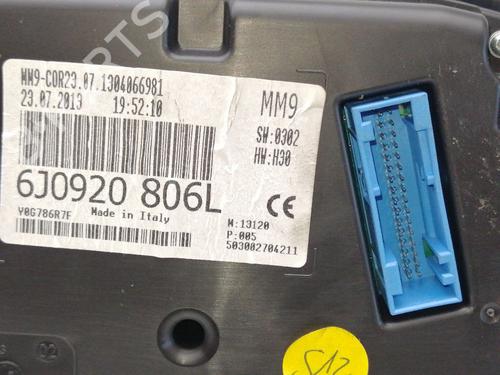 MM9-COR23.07.1304066981
23.07.2013 19:52:10
MM9
SW:0302
HW:H30
6J0920 806L
V0G786R7F Made in Italy
CE
M:13120
P:005
503002704211
02